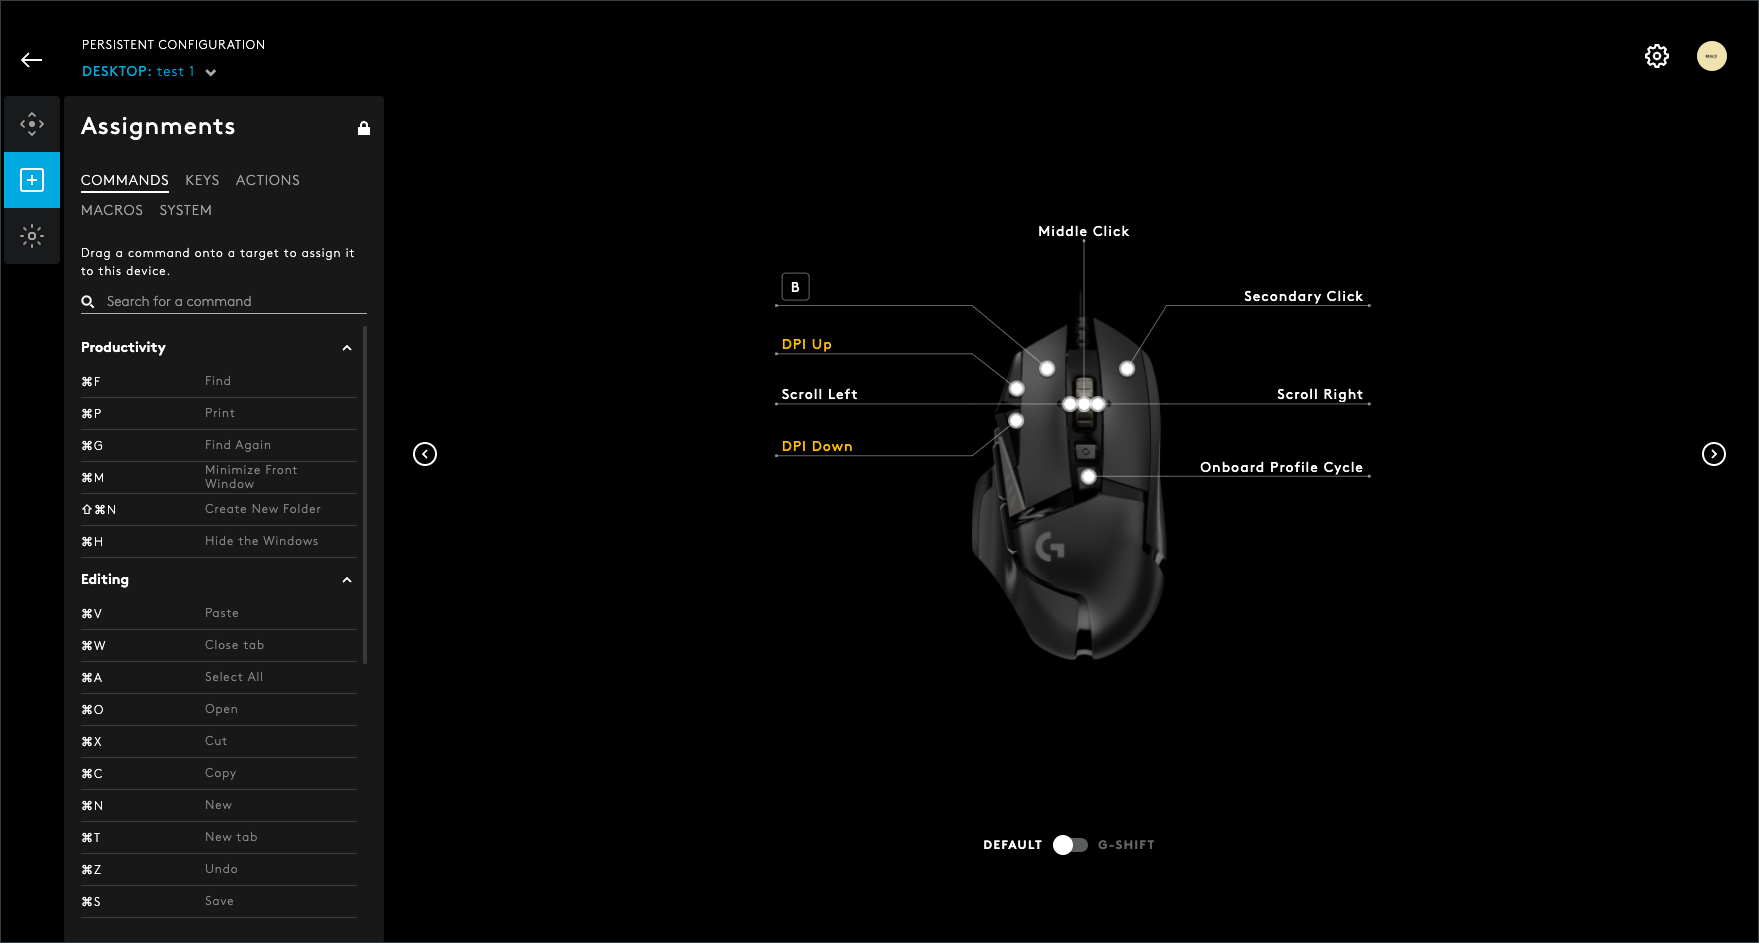 PERSISTENT CONFIGURATION
DESKTOP: test 1
Assignments
COMMANDS KEYS ACTIONS
MACROS SYSTEM
Drag a command onto a target to assign it
to this device.
Search for a command
Productivity
⌘F Find
⌘P Print
⌘G Find Again
⌘M Minimize Front
Window
⇧⌘N Create New Folder
⌘H Hide the Windows
Editing
⌘V Paste
⌘W Close tab
⌘A Select All
⌘O Open
⌘X Cut
⌘C Copy
⌘N New
⌘T New tab
⌘Z Undo
⌘S Save
Middle Click
B
Secondary Click
DPI Up
Scroll Left
Scroll Right
DPI Down
Onboard Profile Cycle
DEFAULT G-SHIFT